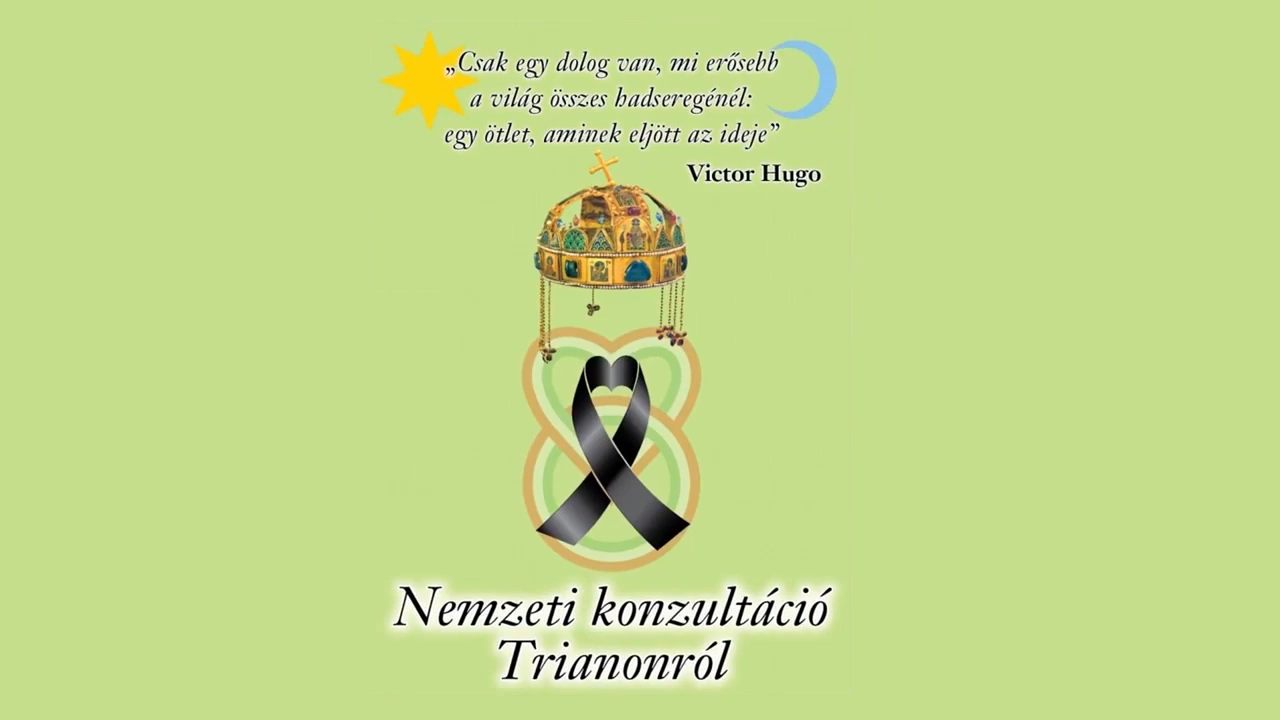 „Csak egy dolog van, mi erősebb
a világ összes hadseregénél:
egy ötlet, aminek eljött az ideje”
Victor Hugo
Nemzeti konzultáció
Trianonról